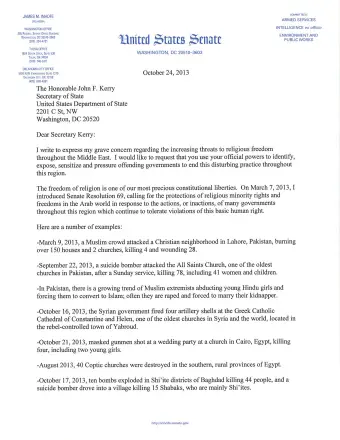 JAMES M. INHOFE
OKLAHOMA
COMMITTEES:
ARMED SERVICES
INTELLIGENCE ex officio
ENVIRONMENT AND
PUBLIC WORKS
United States Senate
WASHINGTON, DC 20510-3603
October 24, 2013
The Honorable John F. Kerry
Secretary of State
United States Department of State
2201 C St, NW
Washington, DC 20520
Dear Secretary Kerry:
I write to express my grave concern regarding the increasing threats to religious freedom
throughout the Middle East. I would like to request that you use your official powers to identify,
expose, sensitize and pressure offending governments to end this disturbing practice throughout
this region.
The freedom of religion is one of our most precious constitutional liberties. On March 7, 2013, I
introduced Senate Resolution 69, calling for the protections of religious minority rights and
freedoms in the Arab world in response to the actions, or inactions, of many governments
throughout this region which continue to tolerate violations of this basic human right.
Here are a number of examples:
-March 9, 2013, a Muslim crowd attacked a Christian neighborhood in Lahore, Pakistan, burning
over 150 houses and 2 churches, killing 4 and wounding 28.
-September 22, 2013, a suicide bomber attacked the All Saints Church, one of the oldest
churches in Pakistan, after a Sunday service, killing 78, including 41 women and children.
-In Pakistan, there is a growing trend of Muslim extremists abducting young Hindu girls and
forcing them to convert to Islam; often they are raped and forced to marry their kidnapper.
-October 16, 2013, the Syrian government fired four artillery shells at the Greek Catholic
Cathedral of Constantine and Helen, one of the oldest churches in Syria and the world, located in
the rebel-controlled town of Yabroud.
-October 21, 2013, masked gunmen shot at a wedding party at a church in Cairo, Egypt, killing
four, including two young girls.
-August 2013, 40 Coptic churches were destroyed in the southern, rural provinces of Egypt.
-October 17, 2013, ten bombs exploded in Shi'ite districts of Baghdad killing 44 people, and a
suicide bomber drove into a village killing 15 Shabaks, who are mainly Shi'ites.